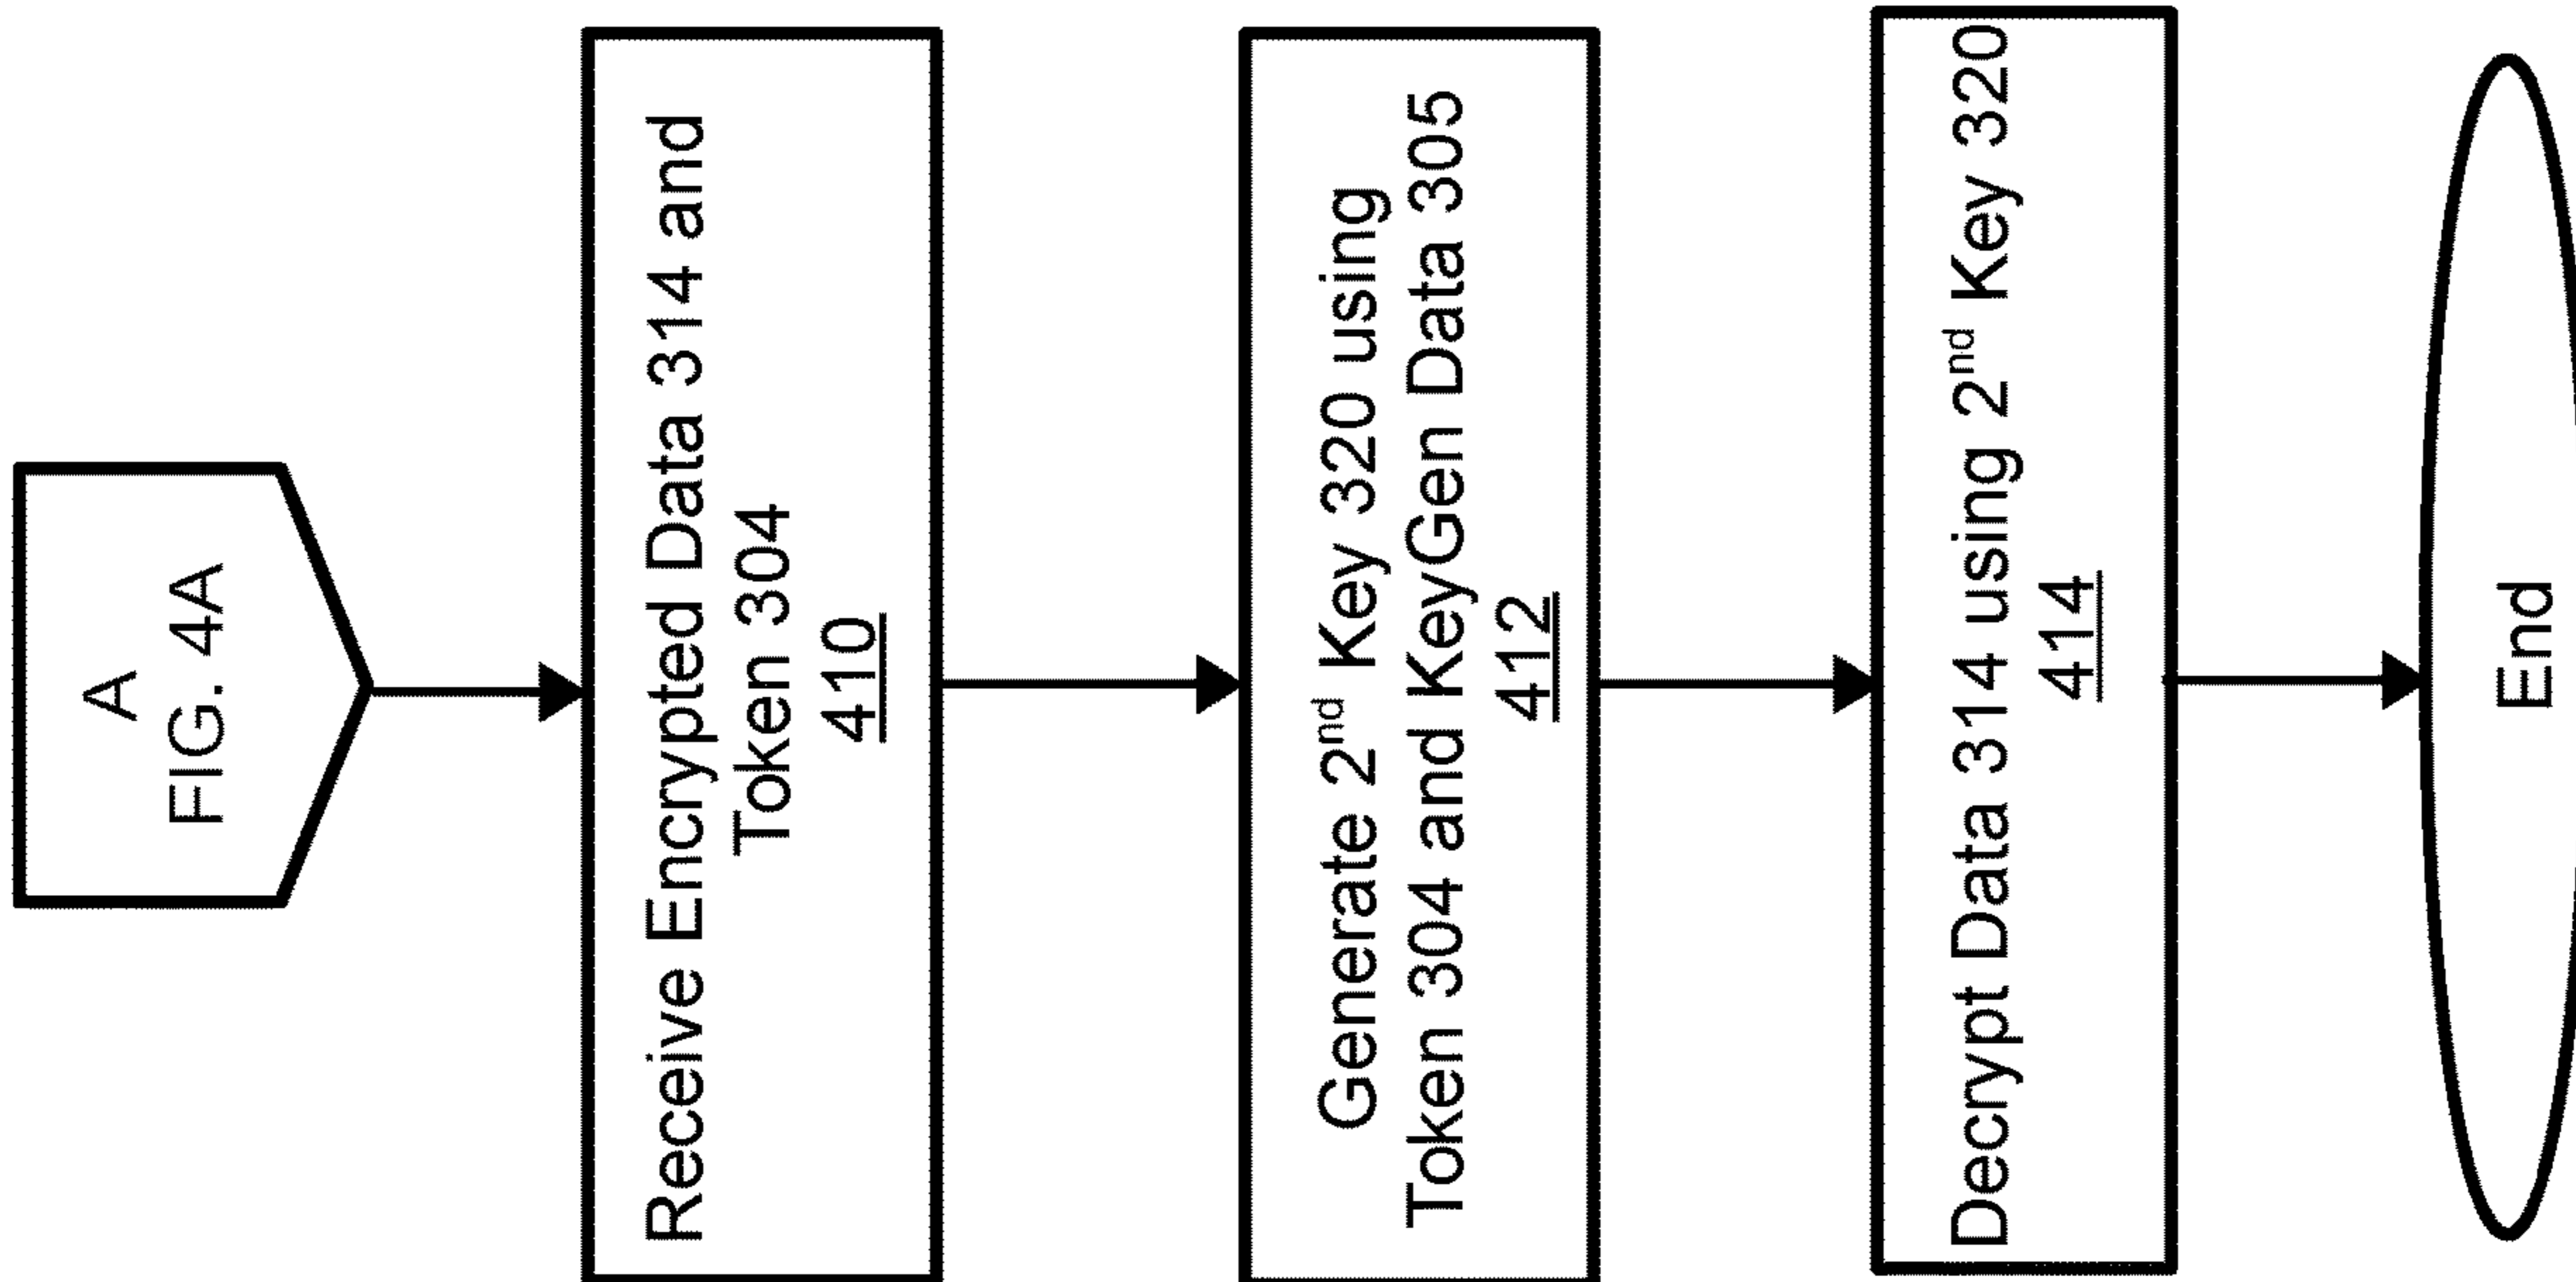 A
FIG. 4A
Receive Encrypted Data 314 and
Token 304
410
Generate 2nd Key 320 using
Token 304 and KeyGen Data 305
412
Decrypt Data 314 using 2nd Key 320
414
End